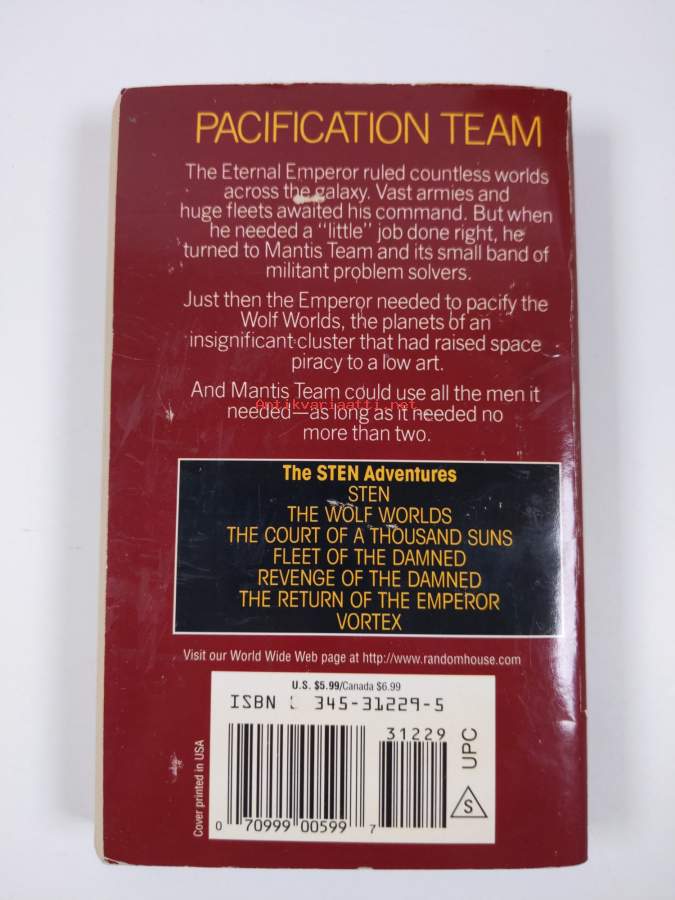 PACIFICATION TEAM
The Eternal Emperor ruled countless worlds
across the galaxy. Vast armies and
huge fleets awaited his command. But when
he needed a "little" job done right, he
turned to Mantis Team and its small band of
militant problem solvers.
Just then the Emperor needed to pacify the
Wolf Worlds, the planets of an
insignificant cluster that had raised space
piracy to a low art.
And Mantis Team could use all the men it
Antikvariaatti.net
needed—as long as it needed no
more than two.
The STEN Adventures
STEN
THE WOLF WORLDS
THE COURT OF A THOUSAND SUNS
FLEET OF THE DAMNED
REVENGE OF THE DAMNED
THE RETURN OF THE EMPEROR
VORTEX
Visit our World Wide Web page at http://www.randomhouse.com
U.S. $5.99/Canada $6.99
ISBN 345-31229-5
31229
UPC
S
0 70999 00599 7
Cover printed in USA